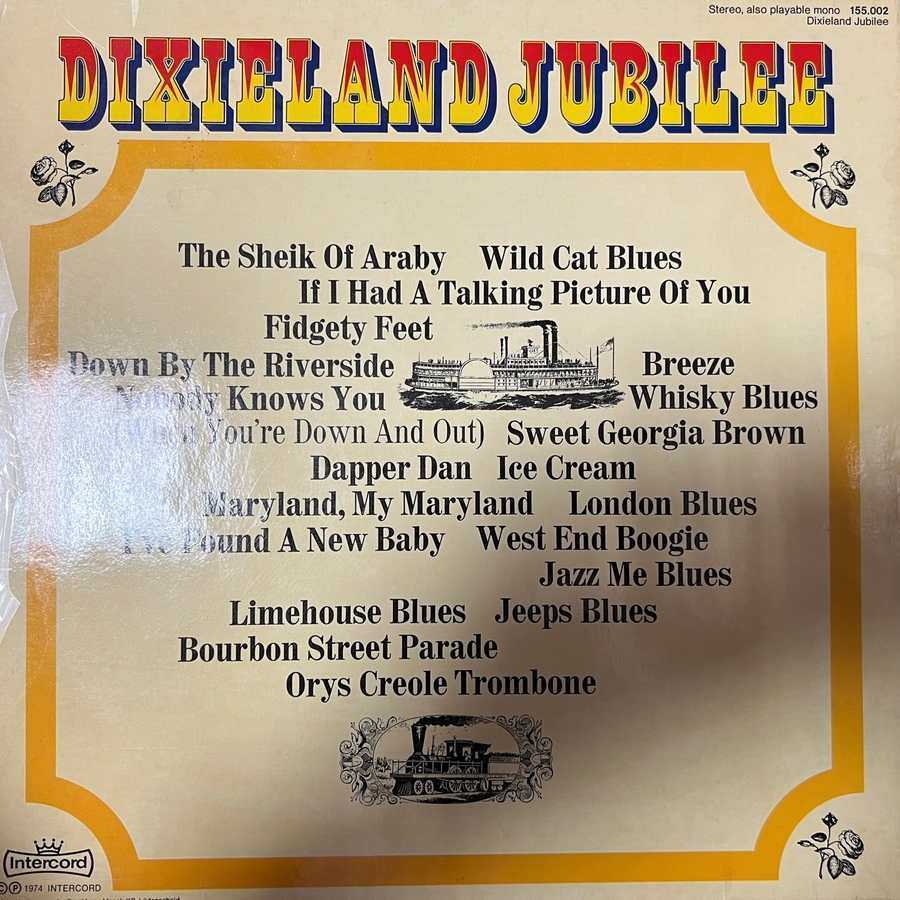 Stereo, also playable mono 155.002
Dixieland Jubilee
DIXIELAND JUBILEE
The Sheik Of Araby Wild Cat Blues
If I Had A Talking Picture Of You
Fidgety Feet
Down By The Riverside Breeze
Nobody Knows You Whisky Blues
(When You're Down And Out) Sweet Georgia Brown
Dapper Dan Ice Cream
Maryland, My Maryland London Blues
I've Found A New Baby West End Boogie
Jazz Me Blues
Limehouse Blues Jeeps Blues
Bourbon Street Parade
Orys Creole Trombone
Intercord
©℗ 1974 INTERCORD